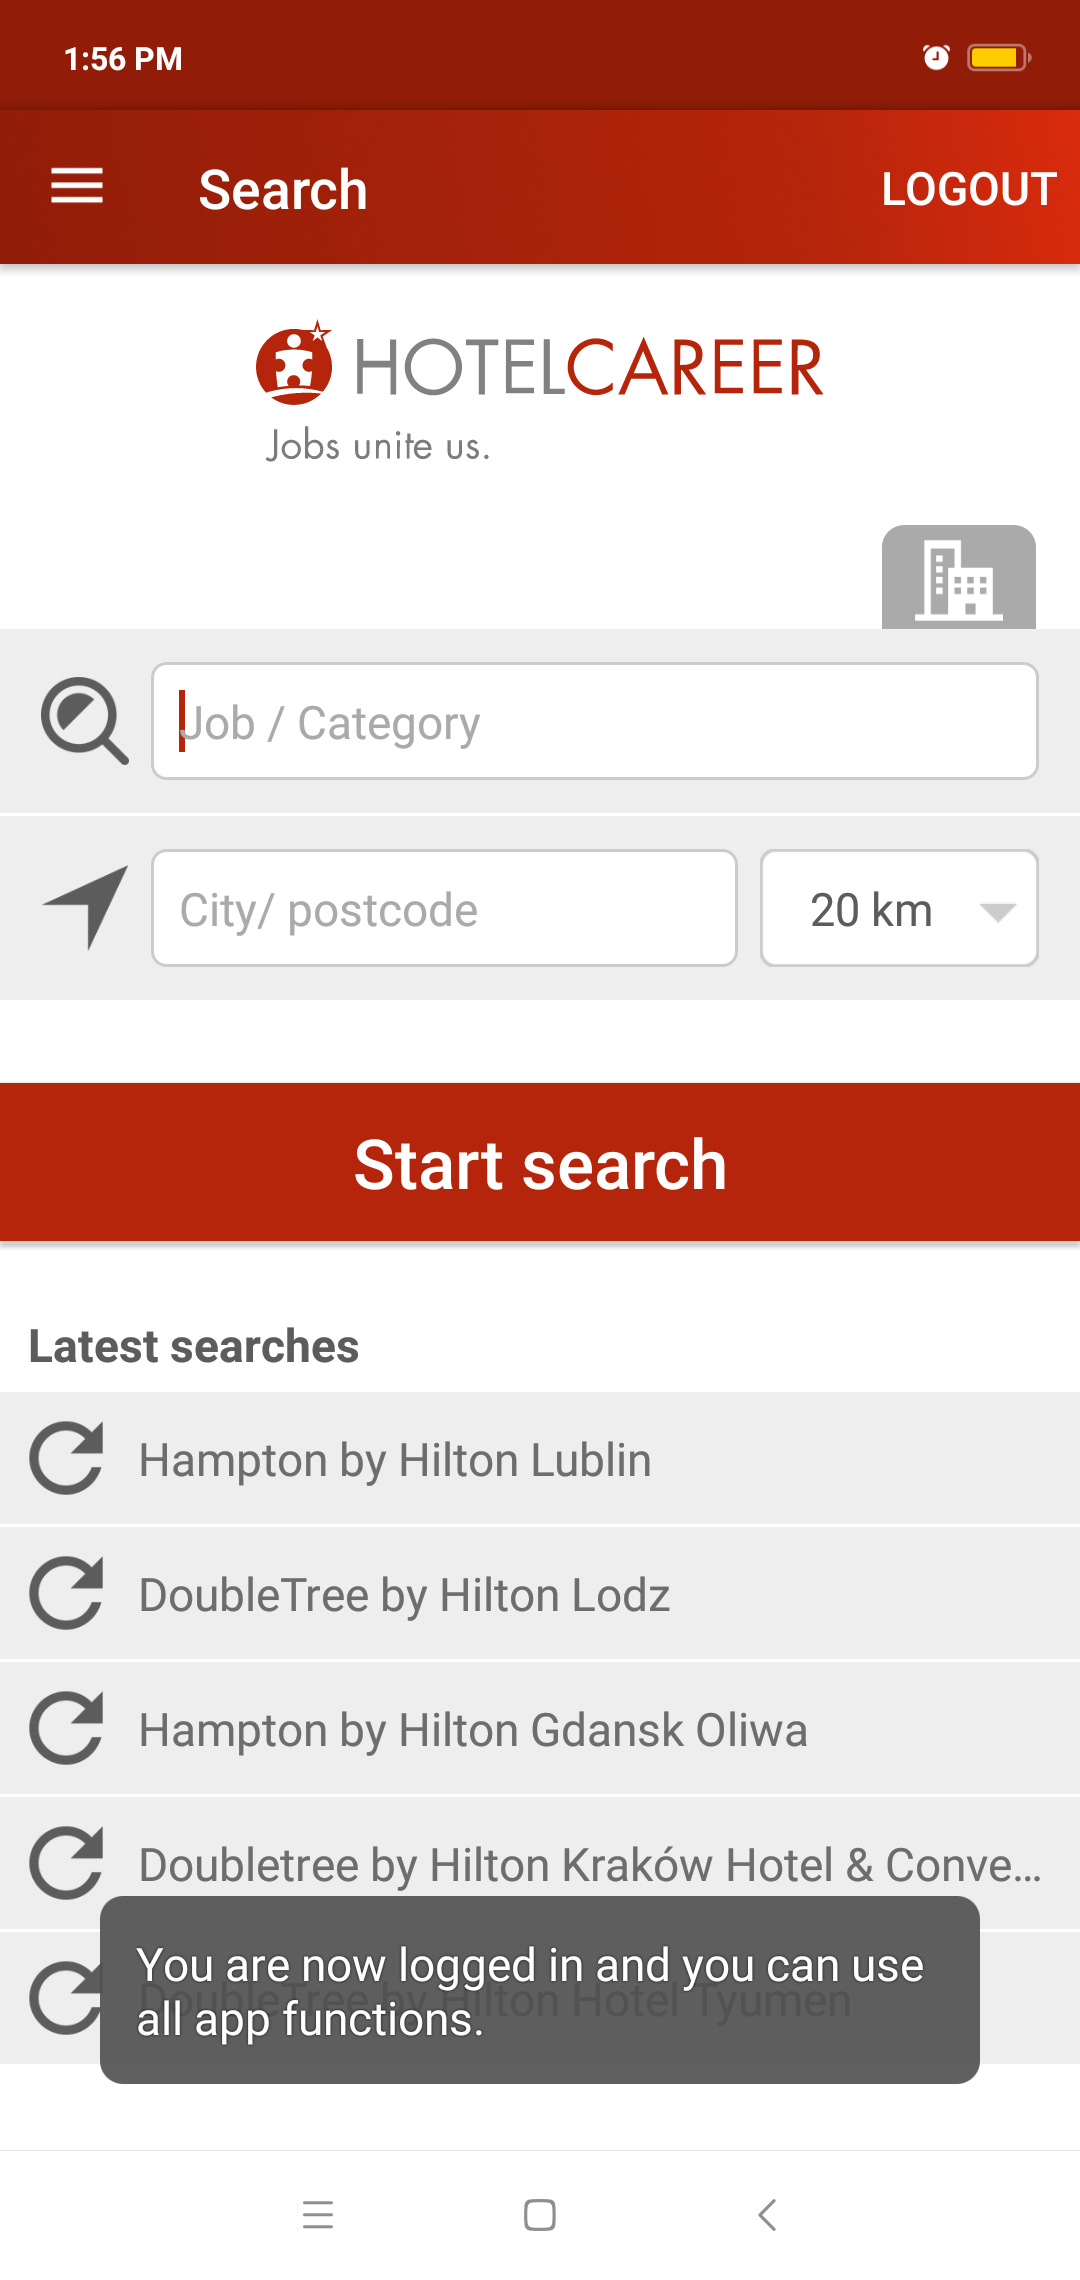 1:56 PM
Search
LOGOUT
HOTELCAREER
Jobs unite us.
Job / Category
City/ postcode
20 km
Start search
Latest searches
Hampton by Hilton Lublin
DoubleTree by Hilton Lodz
Hampton by Hilton Gdansk Oliwa
Doubletree by Hilton Kraków Hotel & Conve...
DoubleTree by Hilton Hotel Tyumen
You are now logged in and you can use
all app functions.